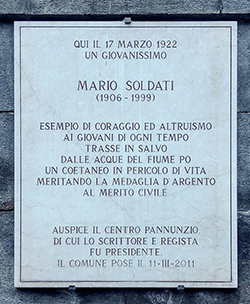 QUI IL 17 MARZO 1922
UN GIOVANISSIMO
MARIO SOLDATI
(1906 - 1999)
ESEMPIO DI CORAGGIO ED ALTRUISMO
AI GIOVANI DI OGNI TEMPO
TRASSE IN SALVO
DALLE ACQUE DEL FIUME PO
UN COETANEO IN PERICOLO DI VITA
MERITANDO LA MEDAGLIA D'ARGENTO
AL MERITO CIVILE
AUSPICE IL CENTRO PANNUNZIO
DI CUI LO SCRITTORE E REGISTA
FU PRESIDENTE
IL COMUNE POSE IL 11-III-2011